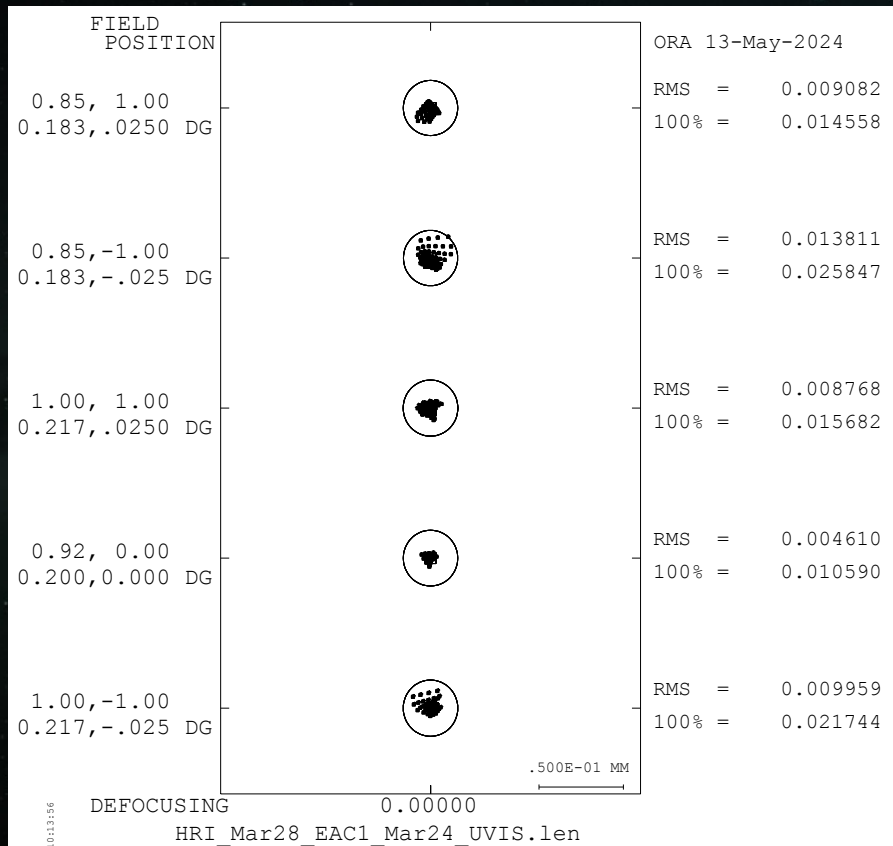 FIELD
POSITION
ORA 13-May-2024
0.85, 1.00
0.183,.0250 DG
RMS = 0.009082
100% = 0.014558
0.85,-1.00
0.183,-.025 DG
RMS = 0.013811
100% = 0.025847
1.00, 1.00
0.217,.0250 DG
RMS = 0.008768
100% = 0.015682
0.92, 0.00
0.200,0.000 DG
RMS = 0.004610
100% = 0.010590
1.00,-1.00
0.217,-.025 DG
RMS = 0.009959
100% = 0.021744
.500E-01 MM
DEFOCUSING 0.00000
HRI_Mar28_EAC1_Mar24_UVIS.len
10:13:56